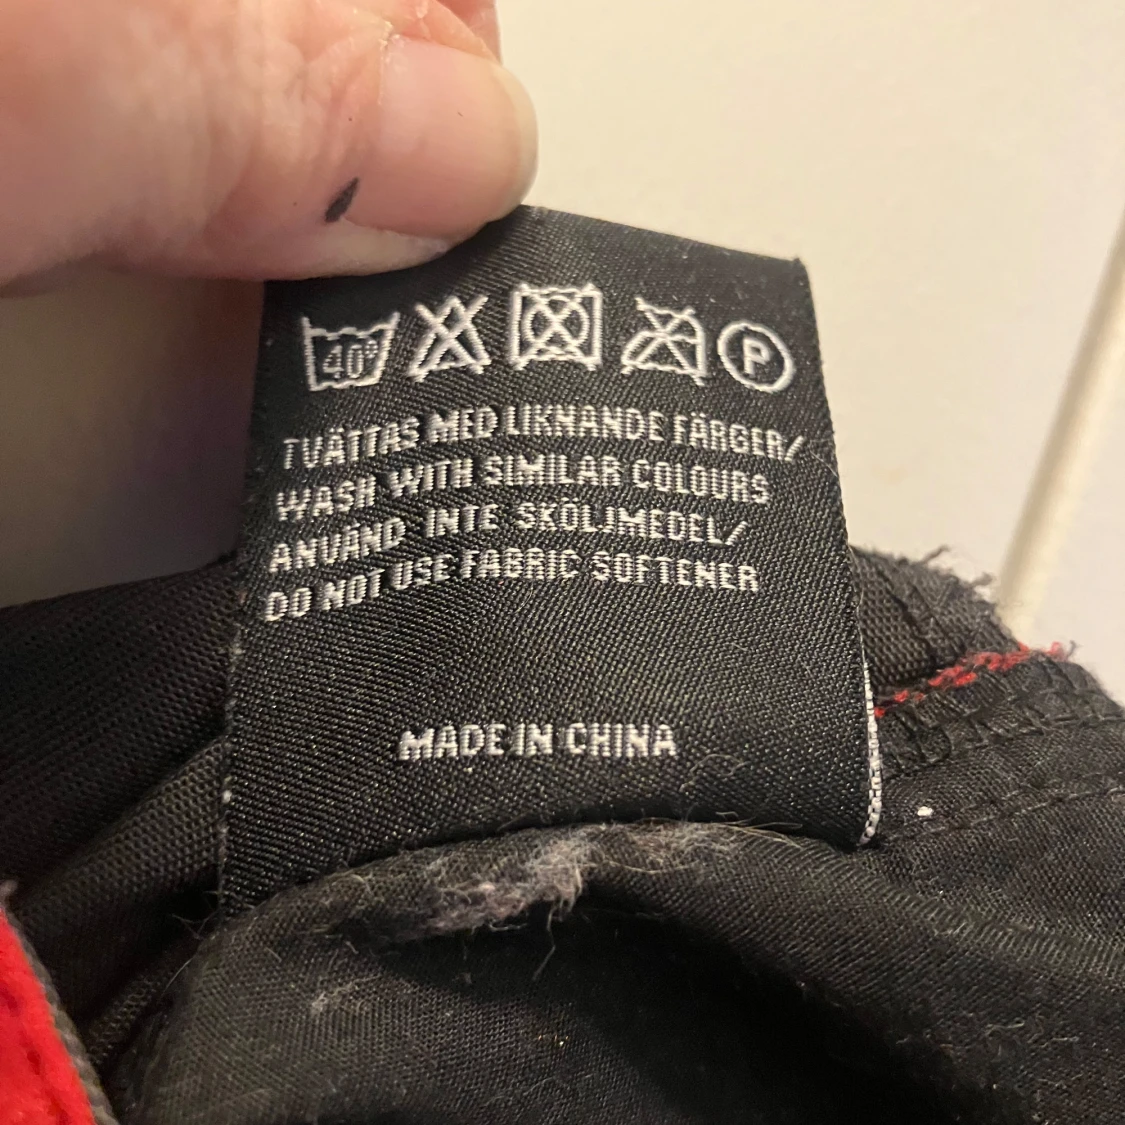 40°
P
TVÄTTAS MED LIKNANDE FÄRGER/
WASH WITH SIMILAR COLOURS
ANVÄND INTE SKÖLJMEDEL/
DO NOT USE FABRIC SOFTENER
MADE IN CHINA